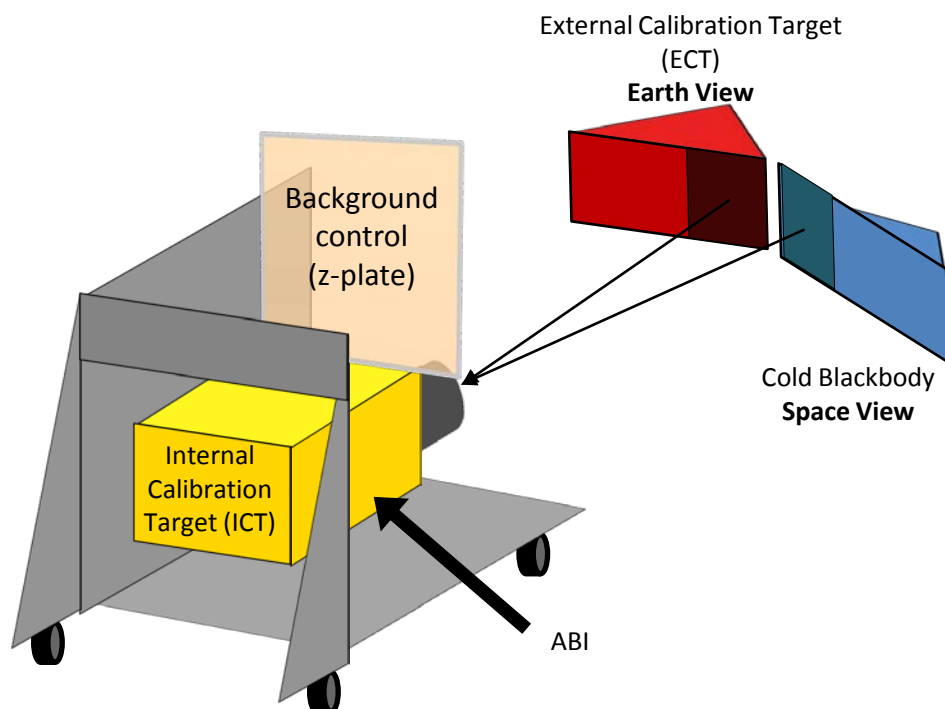 External Calibration Target
(ECT)
Earth View
Background
control
(z-plate)
Cold Blackbody
Space View
Internal
Calibration
Target (ICT)
ABI